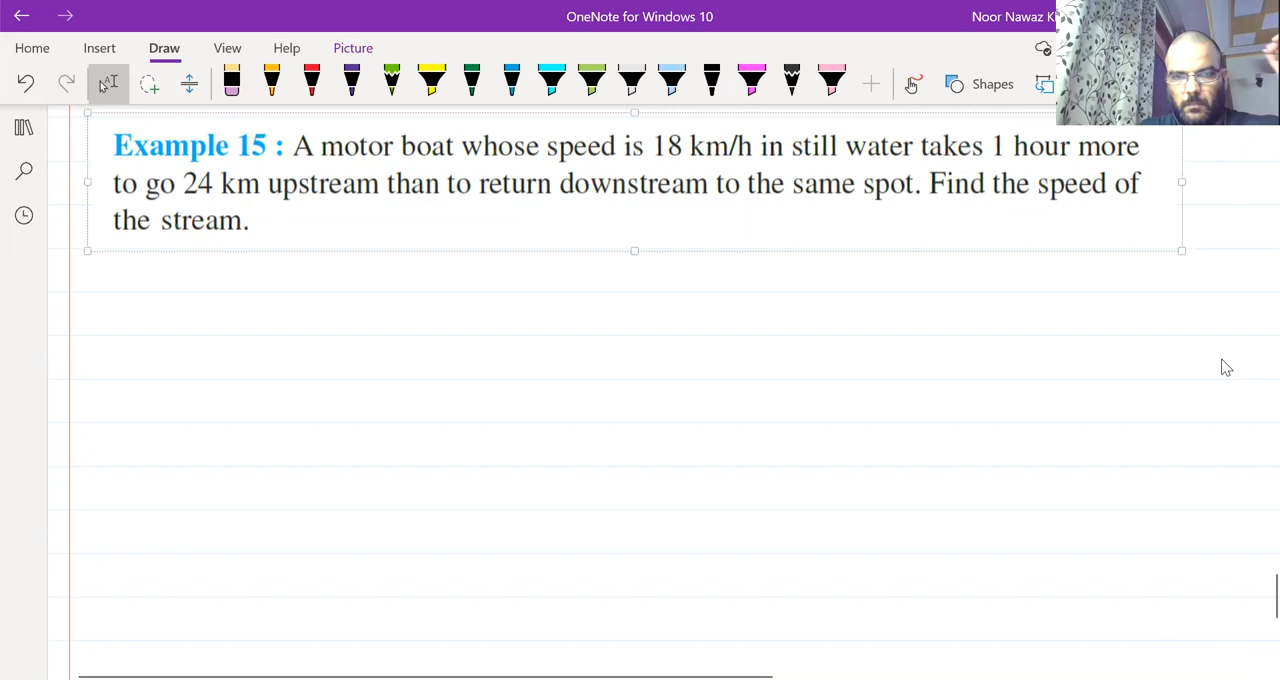 OneNote for Windows 10
Noor Nawaz K
Home Insert Draw View Help Picture
Shapes
Example 15 : A motor boat whose speed is 18 km/h in still water takes 1 hour more
to go 24 km upstream than to return downstream to the same spot. Find the speed of
the stream.